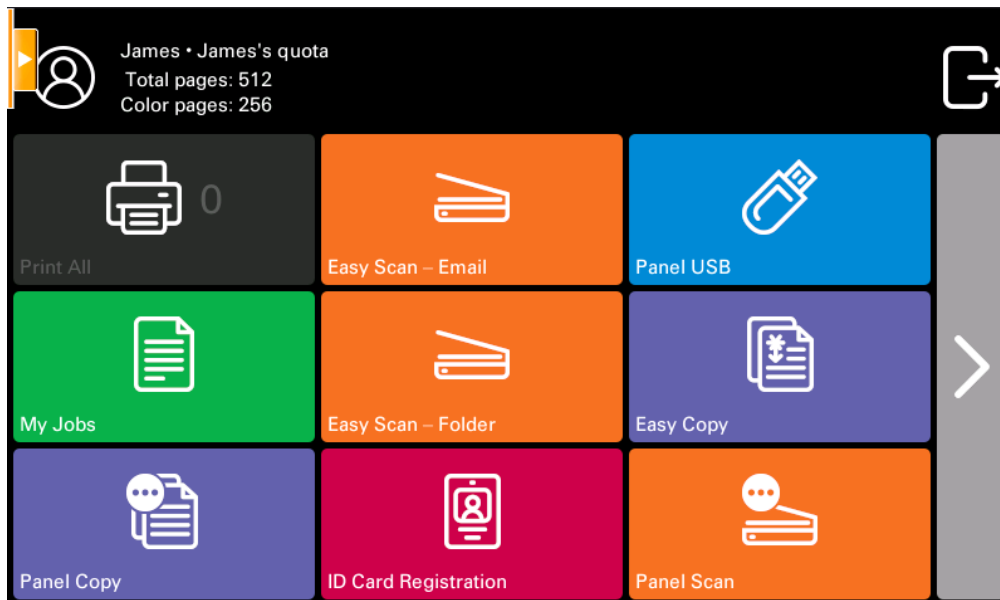 James • James's quota
Total pages: 512
Color pages: 256
0
Print All
Easy Scan – Email
Panel USB
My Jobs
Easy Scan – Folder
Easy Copy
Panel Copy
ID Card Registration
Panel Scan